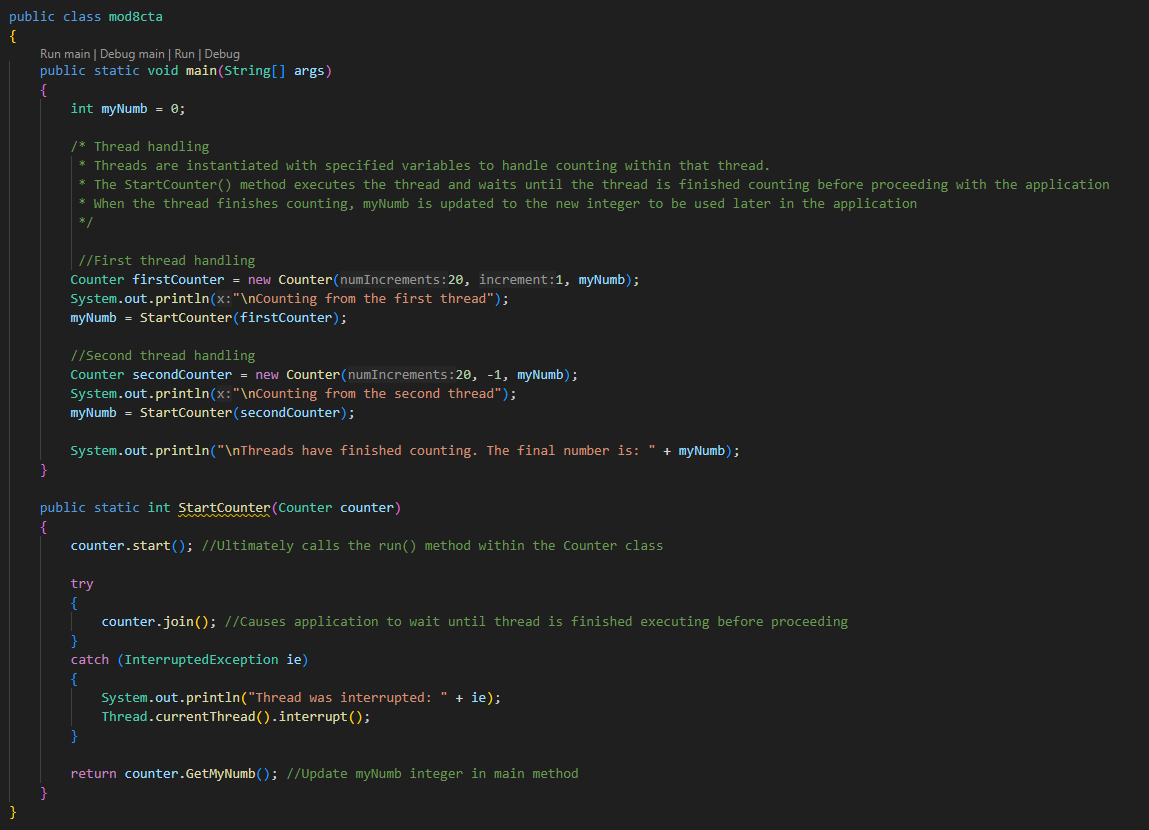 public class mod8cta
{
Run main | Debug main | Run | Debug
public static void main(String[] args)
{
int myNumb = 0;
/* Thread handling
* Threads are instantiated with specified variables to handle counting within that thread.
* The StartCounter() method executes the thread and waits until the thread is finished counting before proceeding with the application
* When the thread finishes counting, myNumb is updated to the new integer to be used later in the application
*/
//First thread handling
Counter firstCounter = new Counter(numIncrements:20, increment:1, myNumb);
System.out.println(x:"\nCounting from the first thread");
myNumb = StartCounter(firstCounter);
//Second thread handling
Counter secondCounter = new Counter(numIncrements:20, -1, myNumb);
System.out.println(x:"\nCounting from the second thread");
myNumb = StartCounter(secondCounter);
System.out.println("\nThreads have finished counting. The final number is: " + myNumb);
}
public static int StartCounter(Counter counter)
{
counter.start(); //Ultimately calls the run() method within the Counter class
try
{
counter.join(); //Causes application to wait until thread is finished executing before proceeding
}
catch (InterruptedException ie)
{
System.out.println("Thread was interrupted: " + ie);
Thread.currentThread().interrupt();
}
return counter.GetMyNumb(); //Update myNumb integer in main method
}
}